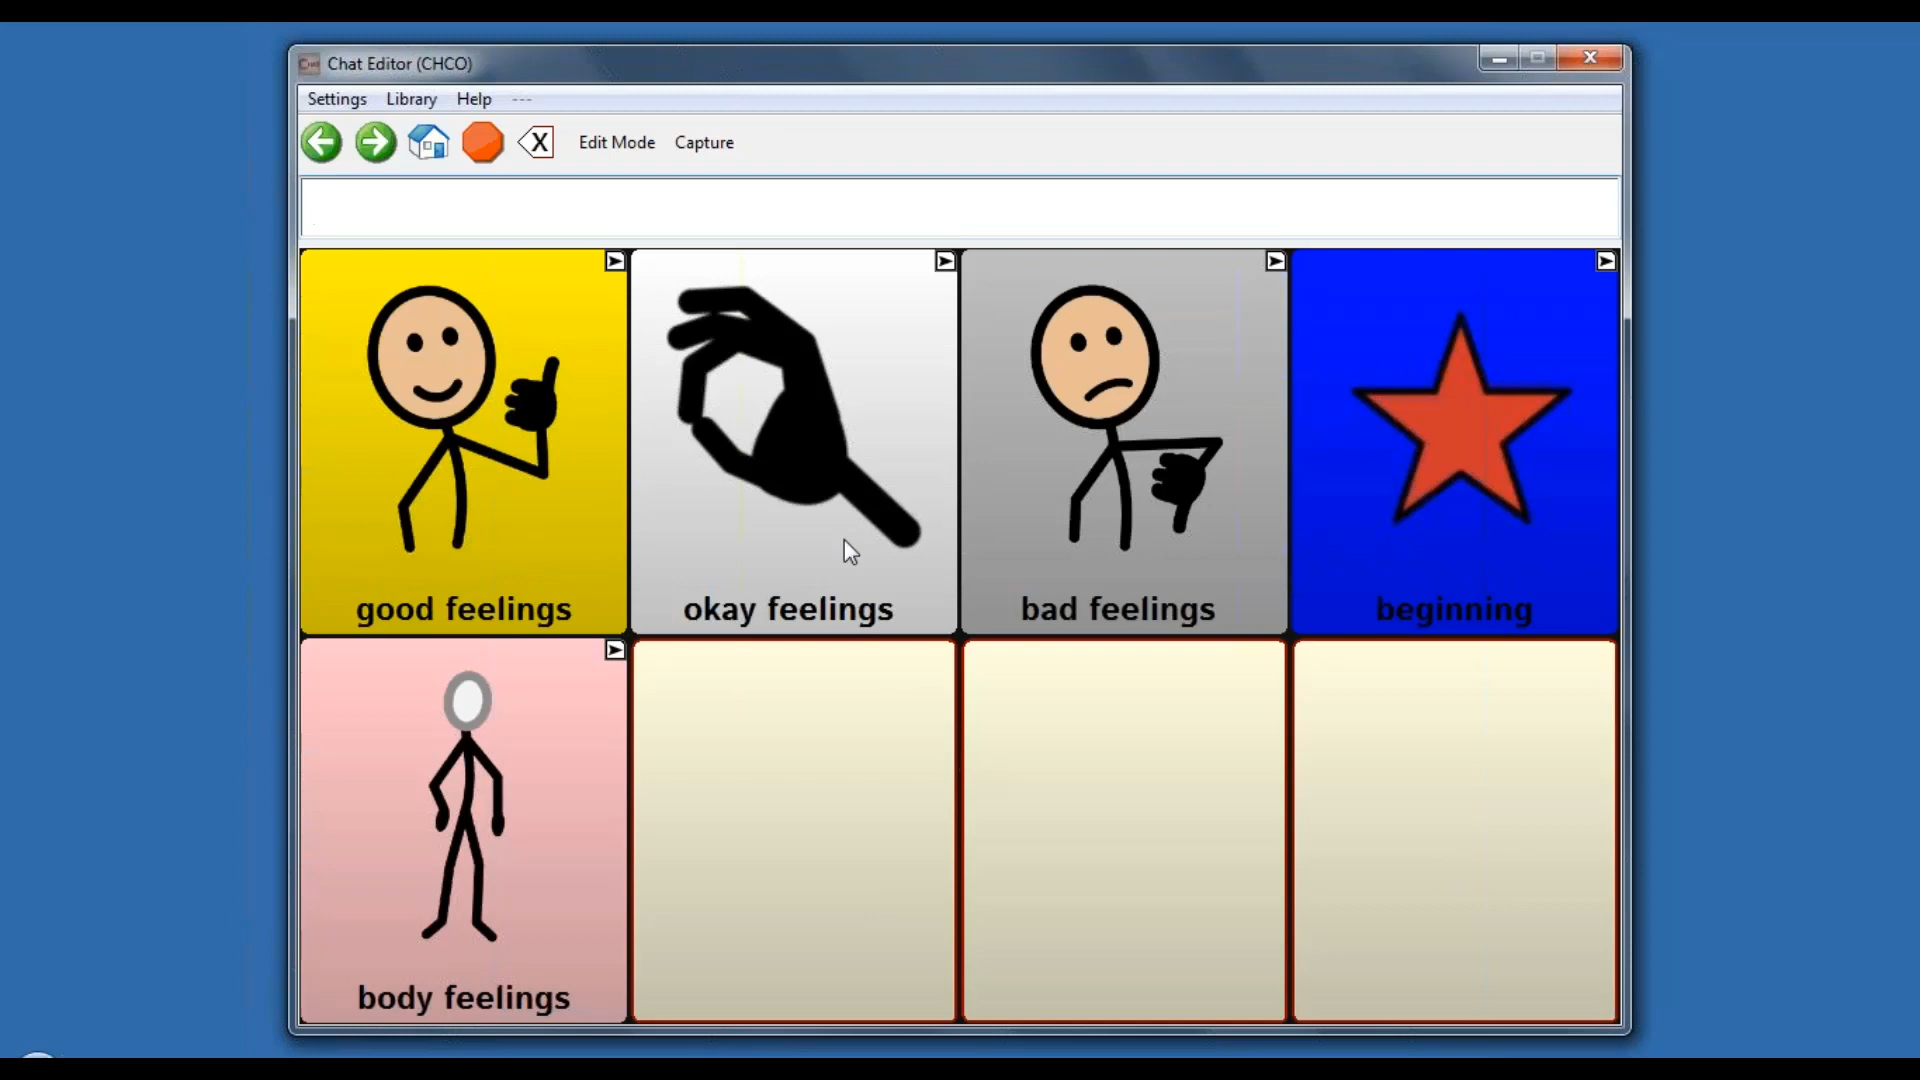 Chat Editor (CHCO)
Settings Library Help ---
X Edit Mode Capture
good feelings okay feelings bad feelings beginning
body feelings